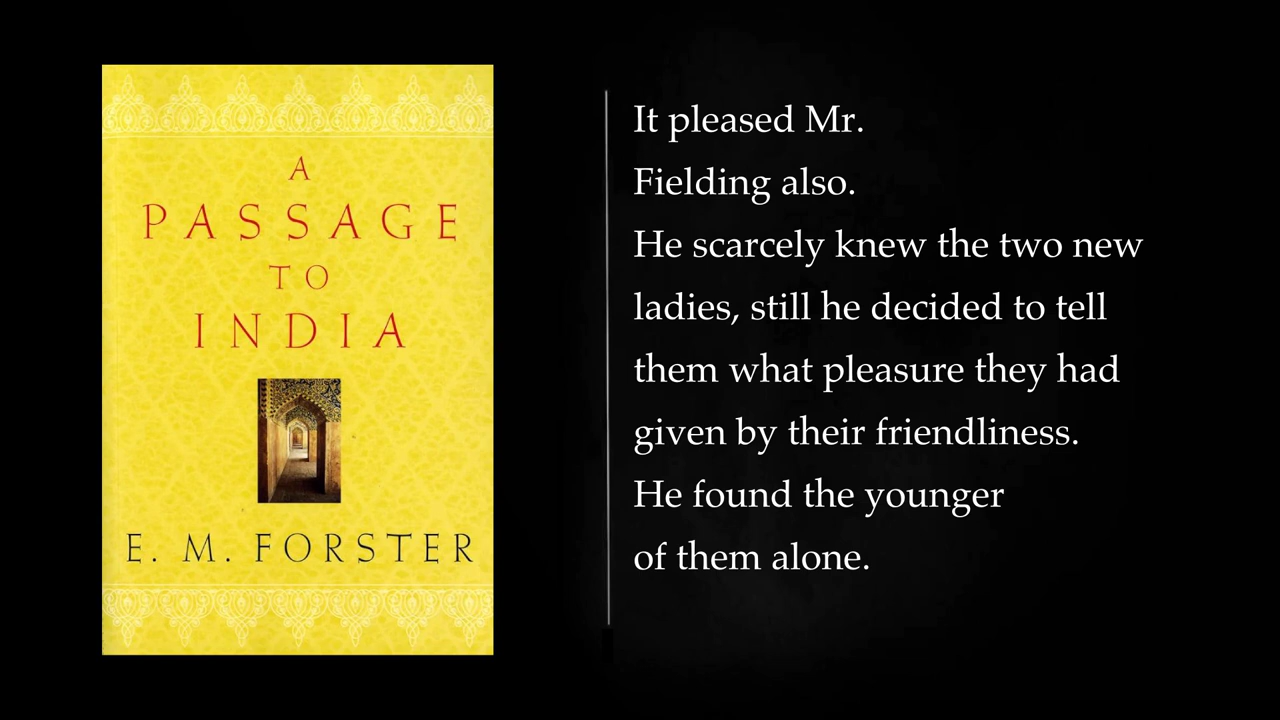 A
PASSAGE
TO
INDIA
E. M. FORSTER
It pleased Mr.
Fielding also.
He scarcely knew the two new
ladies, still he decided to tell
them what pleasure they had
given by their friendliness.
He found the younger
of them alone.